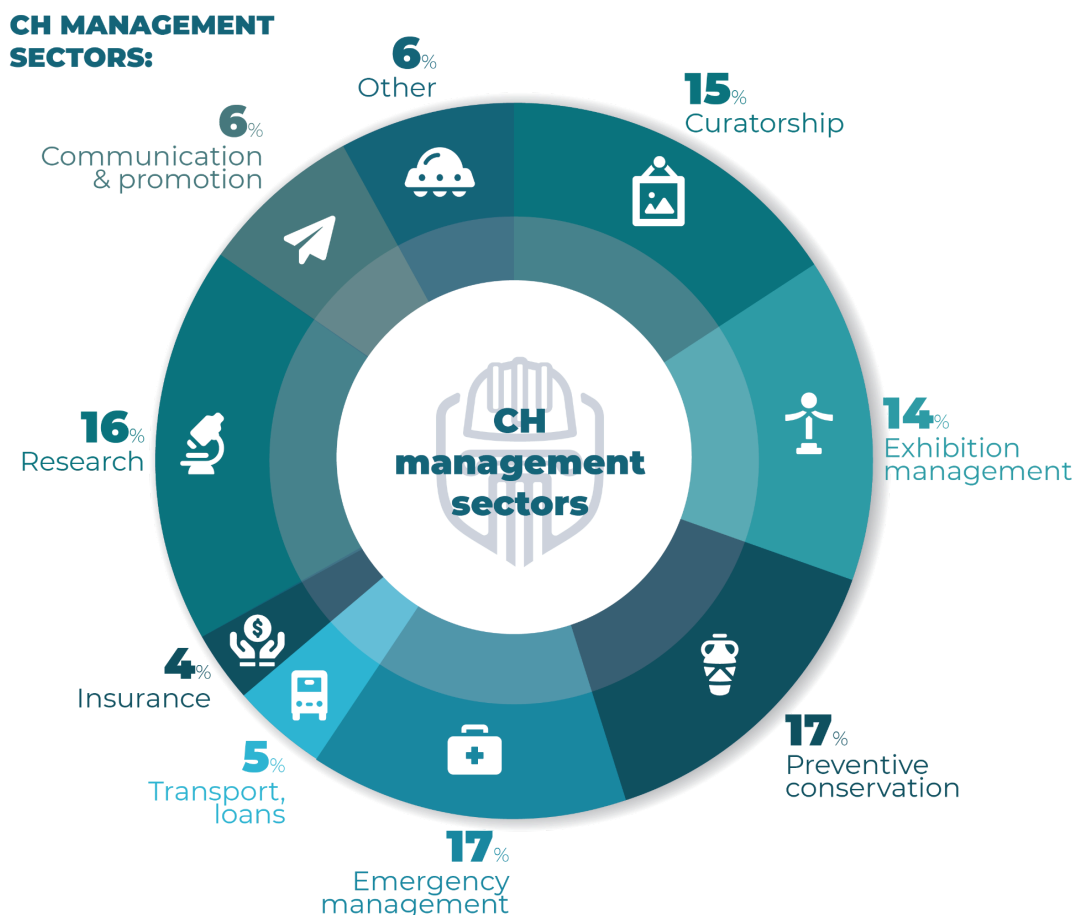 CH MANAGEMENT
SECTORS:
6%
Other
15%
Curatorship
6%
Communication
& promotion
14%
Exhibition
management
16%
Research
CH
management
sectors
$
4%
Insurance
17%
Preventive
conservation
5%
Transport,
loans
17%
Emergency
management